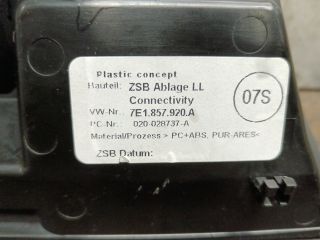 Plastic concept
Bauteil: ZSB Ablage LL
Connectivity
VW-Nr.: 7E1.857.920.A
PC-Nr.: 020-028737-A
Material/Prozess > PC+ABS, PUR-ARES<
ZSB Datum:
07S